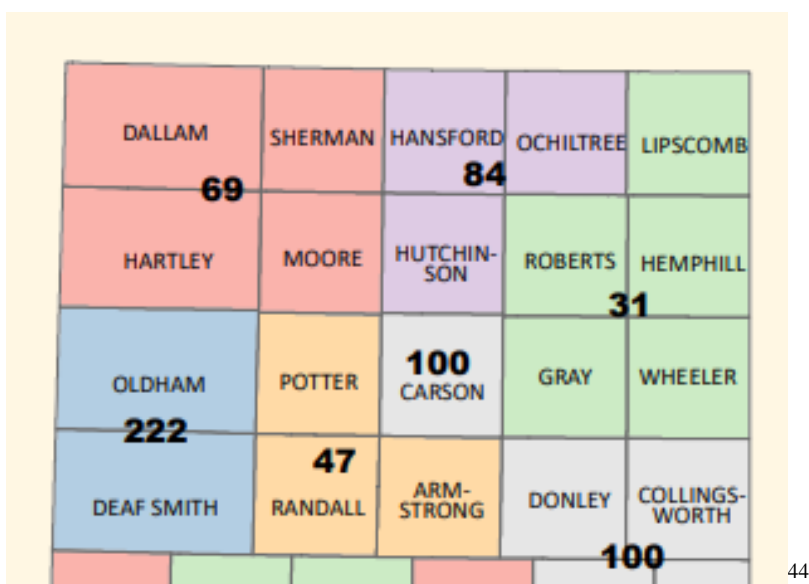 DALLAM
SHERMAN
HANSFORD
OCHILTREE
LIPSCOMB
69
84
HARTLEY
MOORE
HUTCHIN-
SON
ROBERTS
HEMPHILL
31
OLDHAM
POTTER
100
CARSON
GRAY
WHEELER
222
47
DEAF SMITH
RANDALL
ARM-
STRONG
DONLEY
COLLINGS-
WORTH
100
44